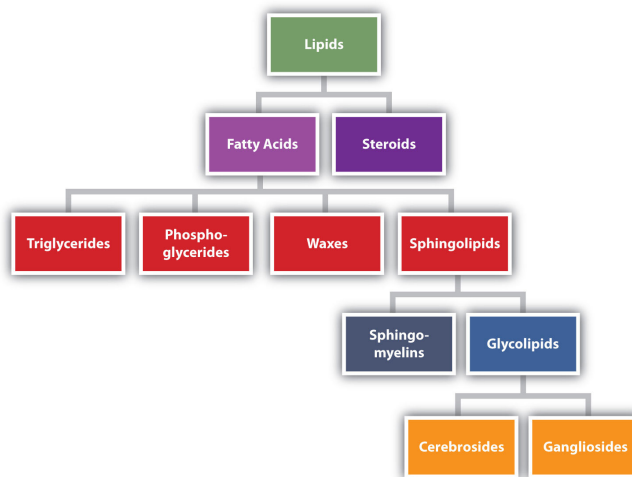 Lipids
Fatty Acids
Steroids
Triglycerides
Phospho-
glycerides
Waxes
Sphingolipids
Sphingo-
myelins
Glycolipids
Cerebrosides
Gangliosides